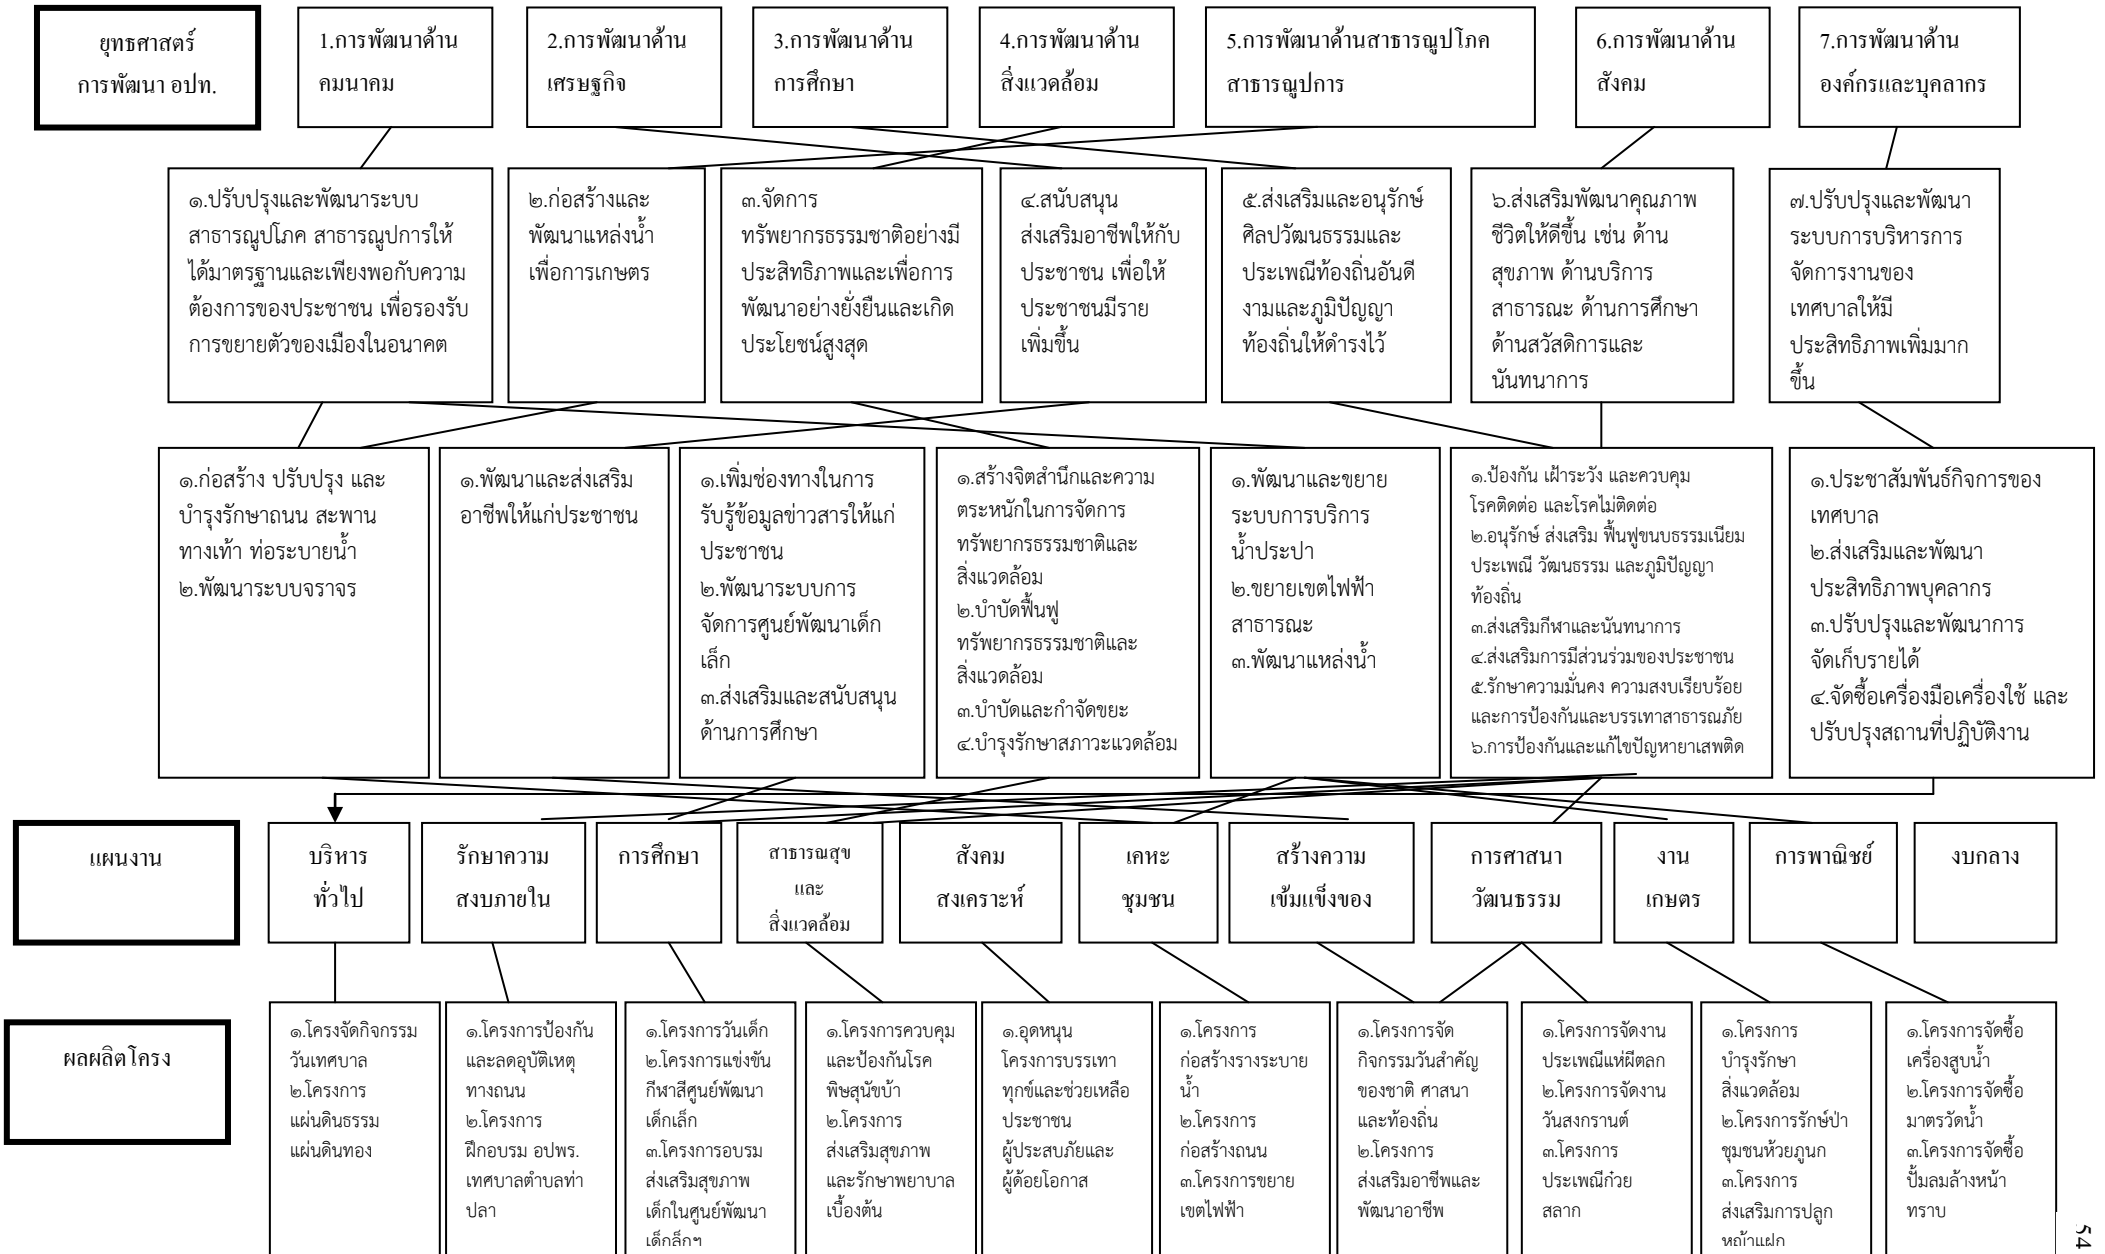 ยุทธศาสตร์
การพัฒนา อปท.
1.การพัฒนาด้าน
คมนาคม
2.การพัฒนาด้าน
เศรษฐกิจ
3.การพัฒนาด้าน
การศึกษา
4.การพัฒนาด้าน
สิ่งแวดล้อม
5.การพัฒนาด้านสาธารณูปโภค
สาธารณูปการ
6.การพัฒนาด้าน
สังคม
7.การพัฒนาด้าน
องค์กรและบุคลากร
๑.ปรับปรุงและพัฒนาระบบ
สาธารณูปโภค สาธารณูปการให้
ได้มาตรฐานและเพียงพอกับความ
ต้องการของประชาชน เพื่อรองรับ
การขยายตัวของเมืองในอนาคต
๒.ก่อสร้างและ
พัฒนาแหล่งน้ำ
เพื่อการเกษตร
๓.จัดการ
ทรัพยากรธรรมชาติอย่างมี
ประสิทธิภาพและเพื่อการ
พัฒนาอย่างยั่งยืนและเกิด
ประโยชน์สูงสุด
๔.สนับสนุน
ส่งเสริมอาชีพให้กับ
ประชาชน เพื่อให้
ประชาชนมีราย
เพิ่มขึ้น
๕.ส่งเสริมและอนุรักษ์
ศิลปวัฒนธรรมและ
ประเพณีท้องถิ่นอันดี
งามและภูมิปัญญา
ท้องถิ่นให้ดำรงไว้
๖.ส่งเสริมพัฒนาคุณภาพ
ชีวิตให้ดีขึ้น เช่น ด้าน
สุขภาพ ด้านบริการ
สาธารณะ ด้านการศึกษา
ด้านสวัสดิการและ
นันทนาการ
๗.ปรับปรุงและพัฒนา
ระบบการบริหารการ
จัดการงานของ
เทศบาลให้มี
ประสิทธิภาพเพิ่มมาก
ขึ้น
๑.ก่อสร้าง ปรับปรุง และ
บำรุงรักษาถนน สะพาน
ทางเท้า ท่อระบายน้ำ
๒.พัฒนาระบบจราจร
๑.พัฒนาและส่งเสริม
อาชีพให้แก่ประชาชน
๑.เพิ่มช่องทางในการ
รับรู้ข้อมูลข่าวสารให้แก่
ประชาชน
๒.พัฒนาระบบการ
จัดการศูนย์พัฒนาเด็ก
เล็ก
๓.ส่งเสริมและสนับสนุน
ด้านการศึกษา
๑.สร้างจิตสำนึกและความ
ตระหนักในการจัดการ
ทรัพยากรธรรมชาติและ
สิ่งแวดล้อม
๒.บำบัดฟื้นฟู
ทรัพยากรธรรมชาติและ
สิ่งแวดล้อม
๓.บำบัดและกำจัดขยะ
๔.บำรุงรักษาสภาวะแวดล้อม
๑.พัฒนาและขยาย
ระบบการบริการ
น้ำประปา
๒.ขยายเขตไฟฟ้า
สาธารณะ
๓.พัฒนาแหล่งน้ำ
๑.ป้องกัน เฝ้าระวัง และควบคุม
โรคติดต่อ และโรคไม่ติดต่อ
๒.อนุรักษ์ ส่งเสริม ฟื้นฟูขนบธรรมเนียม
ประเพณี วัฒนธรรม และภูมิปัญญา
ท้องถิ่น
๓.ส่งเสริมกีฬาและนันทนาการ
๔.ส่งเสริมการมีส่วนร่วมของประชาชน
๕.รักษาความมั่นคง ความสงบเรียบร้อย
และการป้องกันและบรรเทาสาธารณภัย
๖.การป้องกันและแก้ไขปัญหายาเสพติด
๑.ประชาสัมพันธ์กิจการของ
เทศบาล
๒.ส่งเสริมและพัฒนา
ประสิทธิภาพบุคลากร
๓.ปรับปรุงและพัฒนาการ
จัดเก็บรายได้
๔.จัดซื้อเครื่องมือเครื่องใช้ และ
ปรับปรุงสถานที่ปฏิบัติงาน
แผนงาน
บริหาร
ทั่วไป
รักษาความ
สงบภายใน
การศึกษา
สาธารณสุข
และ
สิ่งแวดล้อม
สังคม
สงเคราะห์
เคหะ
ชุมชน
สร้างความ
เข้มแข็งของ
การศาสนา
วัฒนธรรม
งาน
เกษตร
การพาณิชย์
งบกลาง
ผลผลิตโครง
๑.โครงจัดกิจกรรม
วันเทศบาล
๒.โครงการ
แผ่นดินธรรม
แผ่นดินทอง
๑.โครงการป้องกัน
และลดอุบัติเหตุ
ทางถนน
๒.โครงการ
ฝึกอบรม อปพร.
เทศบาลตำบลท่า
ปลา
๑.โครงการวันเด็ก
๒.โครงการแข่งขัน
กีฬาสีศูนย์พัฒนา
เด็กเล็ก
๓.โครงการอบรม
ส่งเสริมสุขภาพ
เด็กในศูนย์พัฒนา
เด็กเล็กฯ
๑.โครงการควบคุม
และป้องกันโรค
พิษสุนัขบ้า
๒.โครงการ
ส่งเสริมสุขภาพ
และรักษาพยาบาล
เบื้องต้น
๑.อุดหนุน
โครงการบรรเทา
ทุกข์และช่วยเหลือ
ประชาชน
ผู้ประสบภัยและ
ผู้ด้อยโอกาส
๑.โครงการ
ก่อสร้างรางระบาย
น้ำ
๒.โครงการ
ก่อสร้างถนน
๓.โครงการขยาย
เขตไฟฟ้า
๑.โครงการจัด
กิจกรรมวันสำคัญ
ของชาติ ศาสนา
และท้องถิ่น
๒.โครงการ
ส่งเสริมอาชีพและ
พัฒนาอาชีพ
๑.โครงการจัดงาน
ประเพณีแห่ผีตลก
๒.โครงการจัดงาน
วันสงกรานต์
๓.โครงการ
ประเพณีก๋วย
สลาก
๑.โครงการ
บำรุงรักษา
สิ่งแวดล้อม
๒.โครงการรักษ์ป่า
ชุมชนห้วยภูนก
๓.โครงการ
ส่งเสริมการปลูก
หญ้าแฝก
๑.โครงการจัดซื้อ
เครื่องสูบน้ำ
๒.โครงการจัดซื้อ
มาตรวัดน้ำ
๓.โครงการจัดซื้อ
ปั้มลมล้างหน้า
ทราบ
54